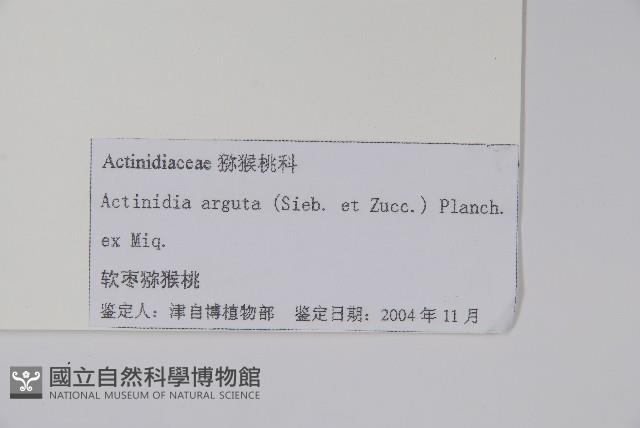 Actinidiaceae 猕猴桃科
Actinidia arguta (Sieb. et Zucc.) Planch.
ex Miq.
软枣猕猴桃
鉴定人：津自博植物部 鉴定日期：2004 年 11 月
國立自然科學博物館
NATIONAL MUSEUM OF NATURAL SCIENCE